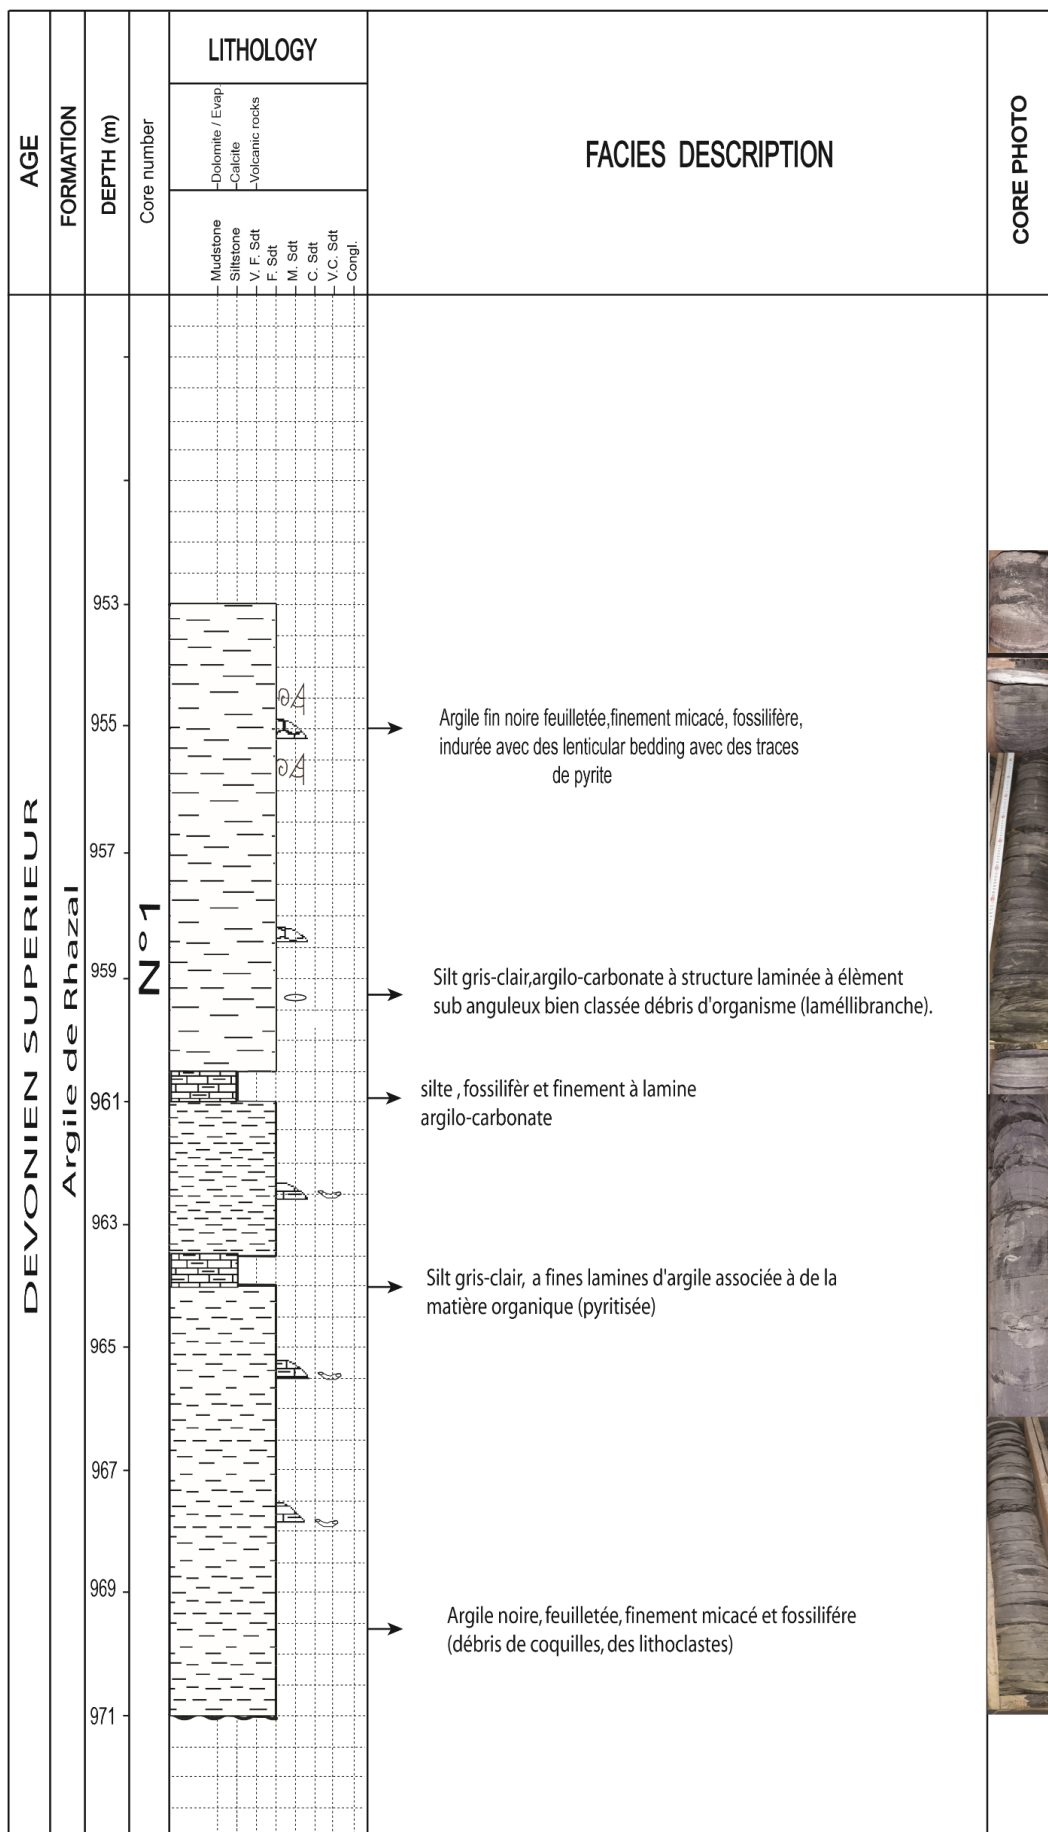 AGE
FORMATION
DEPTH (m)
Core number
LITHOLOGY
Dolomite / Evap.
Calcite
Volcanic rocks
Mudstone
Siltstone
V. F. Sdt
F. Sdt
M. Sdt
C. Sdt
V.C. Sdt
Congl.
FACIES DESCRIPTION
CORE PHOTO
DEVONIEN SUPERIEUR
Argile de Rhazal
N° 1
953
955
957
959
961
963
965
967
969
971
Argile fin noire feuilletée,finement micacé, fossilifère,
indurée avec des lenticular bedding avec des traces
de pyrite
Silt gris-clair,argilo-carbonate à structure laminée à élèment
sub anguleux bien classée débris d'organisme (laméllibranche).
silte , fossilifèr et finement à lamine
argilo-carbonate
Silt gris-clair, a fines lamines d'argile associée à de la
matière organique (pyritisée)
Argile noire, feuilletée, finement micacé et fossilifére
(débris de coquilles, des lithoclastes)